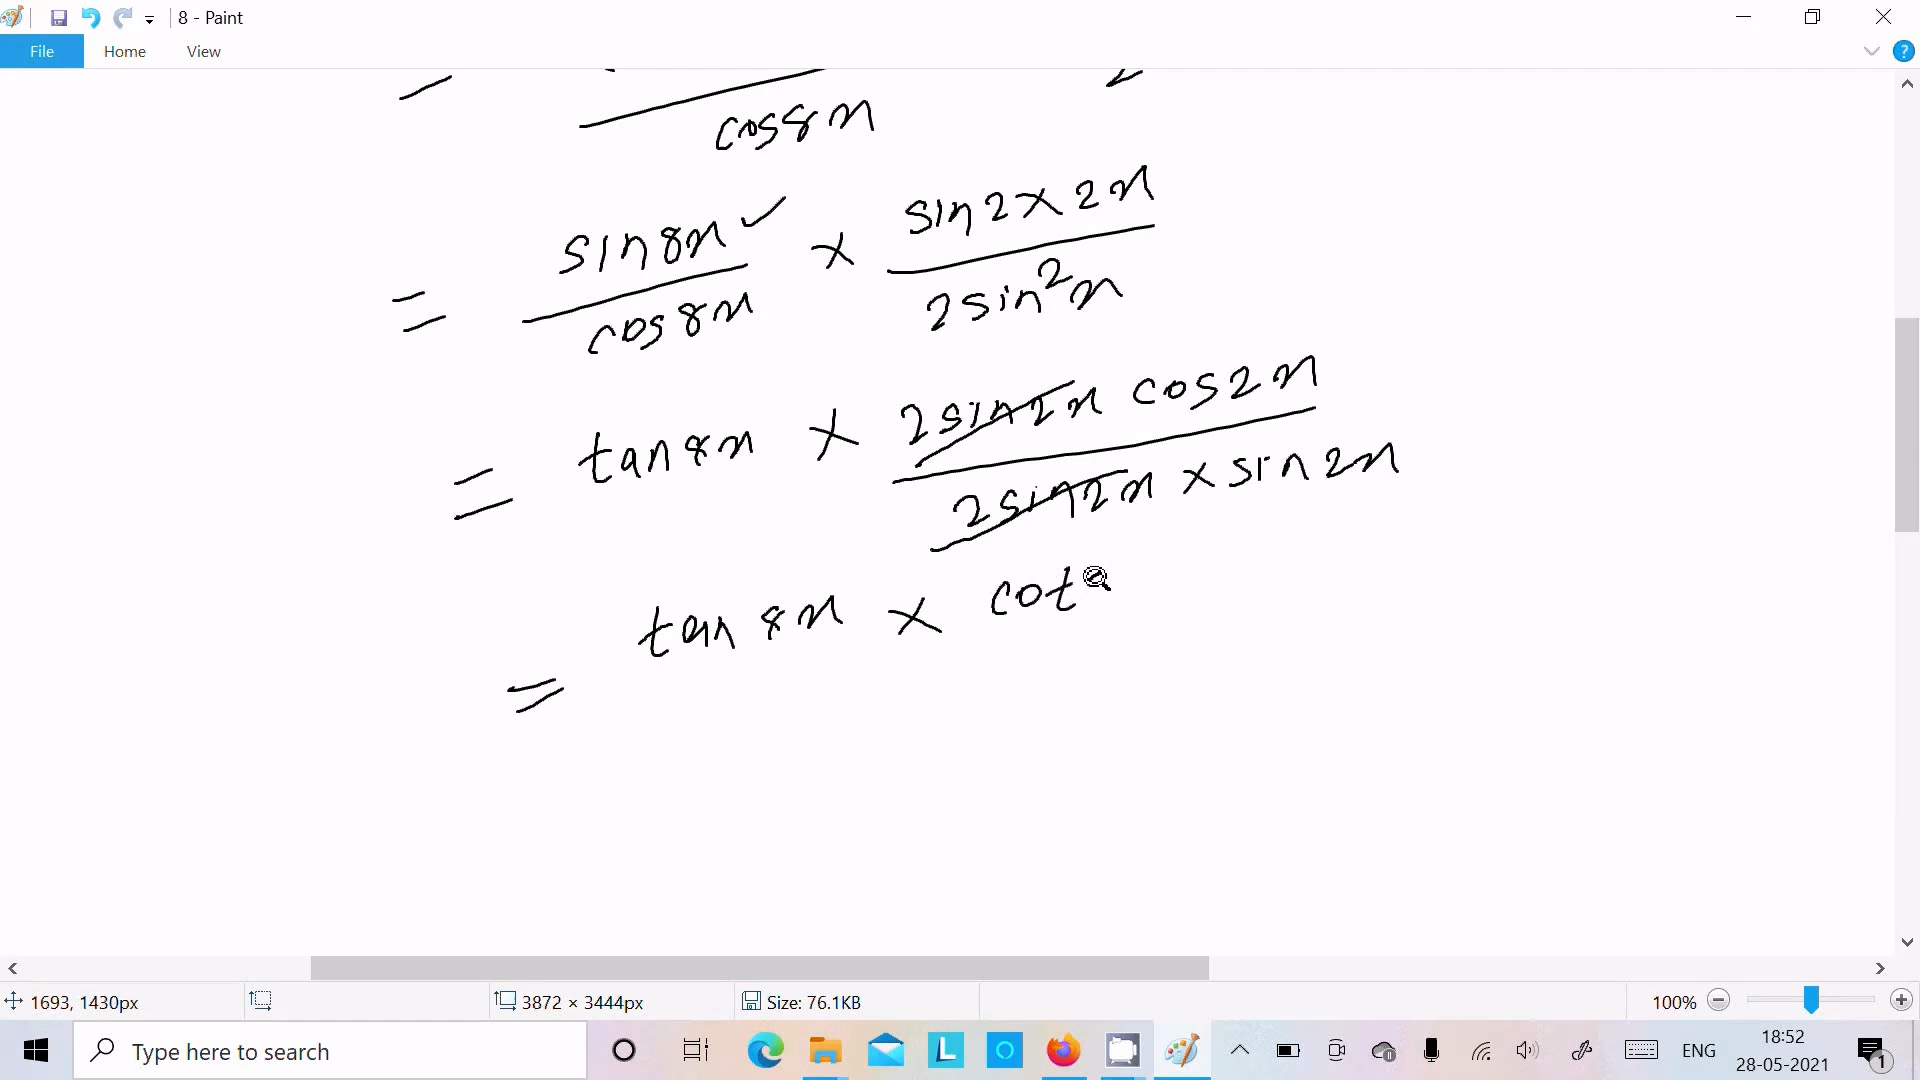 8 - Paint
File Home View
cos8x
= sin8x / cos8x × sin2×2x / 2sin²x
= tan8x × 2sin2x cos2x / 2sin2x × sin2x
= tan8x × cot
1693, 1430px 3872 × 3444px Size: 76.1KB 100%
Type here to search
ENG 18:52
28-05-2021
1